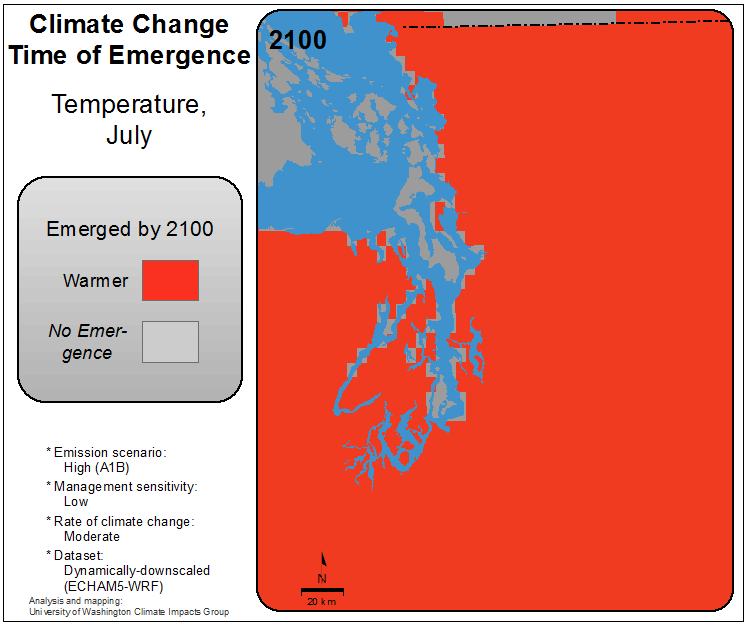 Climate Change
Time of Emergence
Temperature,
July
Emerged by 2100
Warmer
No Emer-
gence
* Emission scenario:
High (A1B)
* Management sensitivity:
Low
* Rate of climate change:
Moderate
* Dataset:
Dynamically-downscaled
(ECHAM5-WRF)
Analysis and mapping:
University of Washington Climate Impacts Group
2100
N
20 km